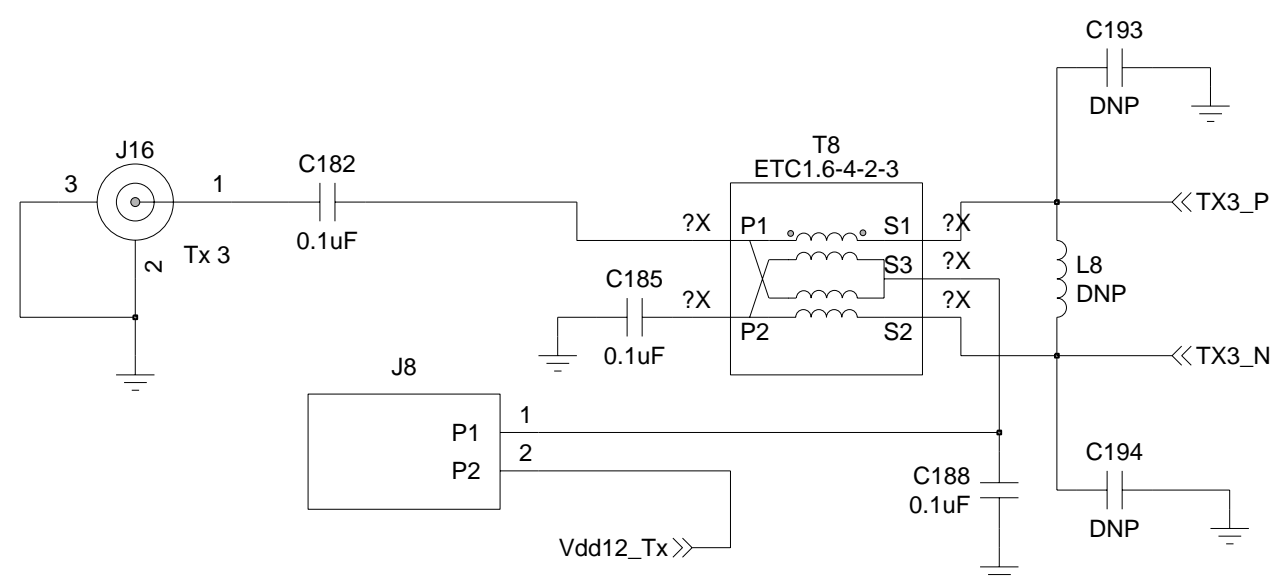 C193
DNP
J16
3
1
2
Tx 3
C182
0.1uF
T8
ETC1.6-4-2-3
?X
P1
S1
?X
S3
?X
?X
P2
S2
?X
TX3_P
L8
DNP
TX3_N
C185
0.1uF
J8
P1
1
P2
2
Vdd12_Tx
C188
0.1uF
C194
DNP